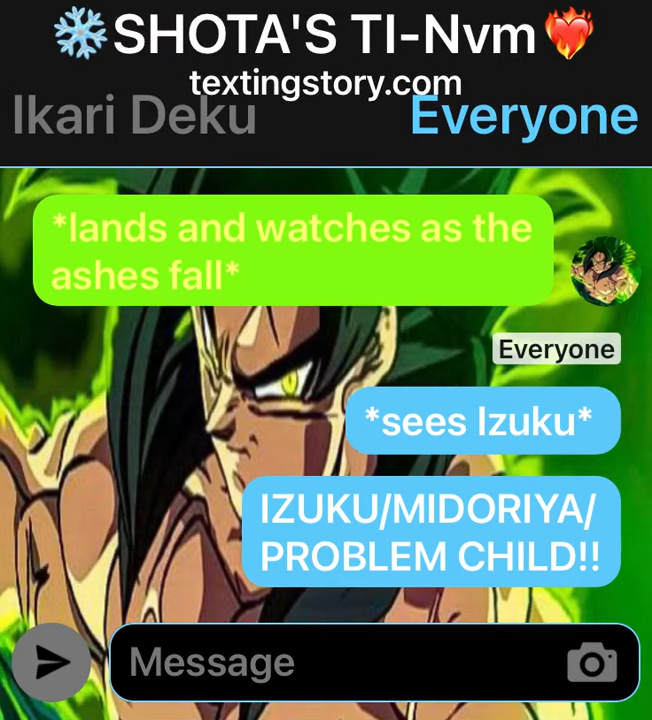 ❄️SHOTA'S TI-Nvm❤️‍🔥
textingstory.com
Ikari Deku Everyone
*lands and watches as the
ashes fall*
Everyone
*sees Izuku*
IZUKU/MIDORIYA/
PROBLEM CHILD!!
Message